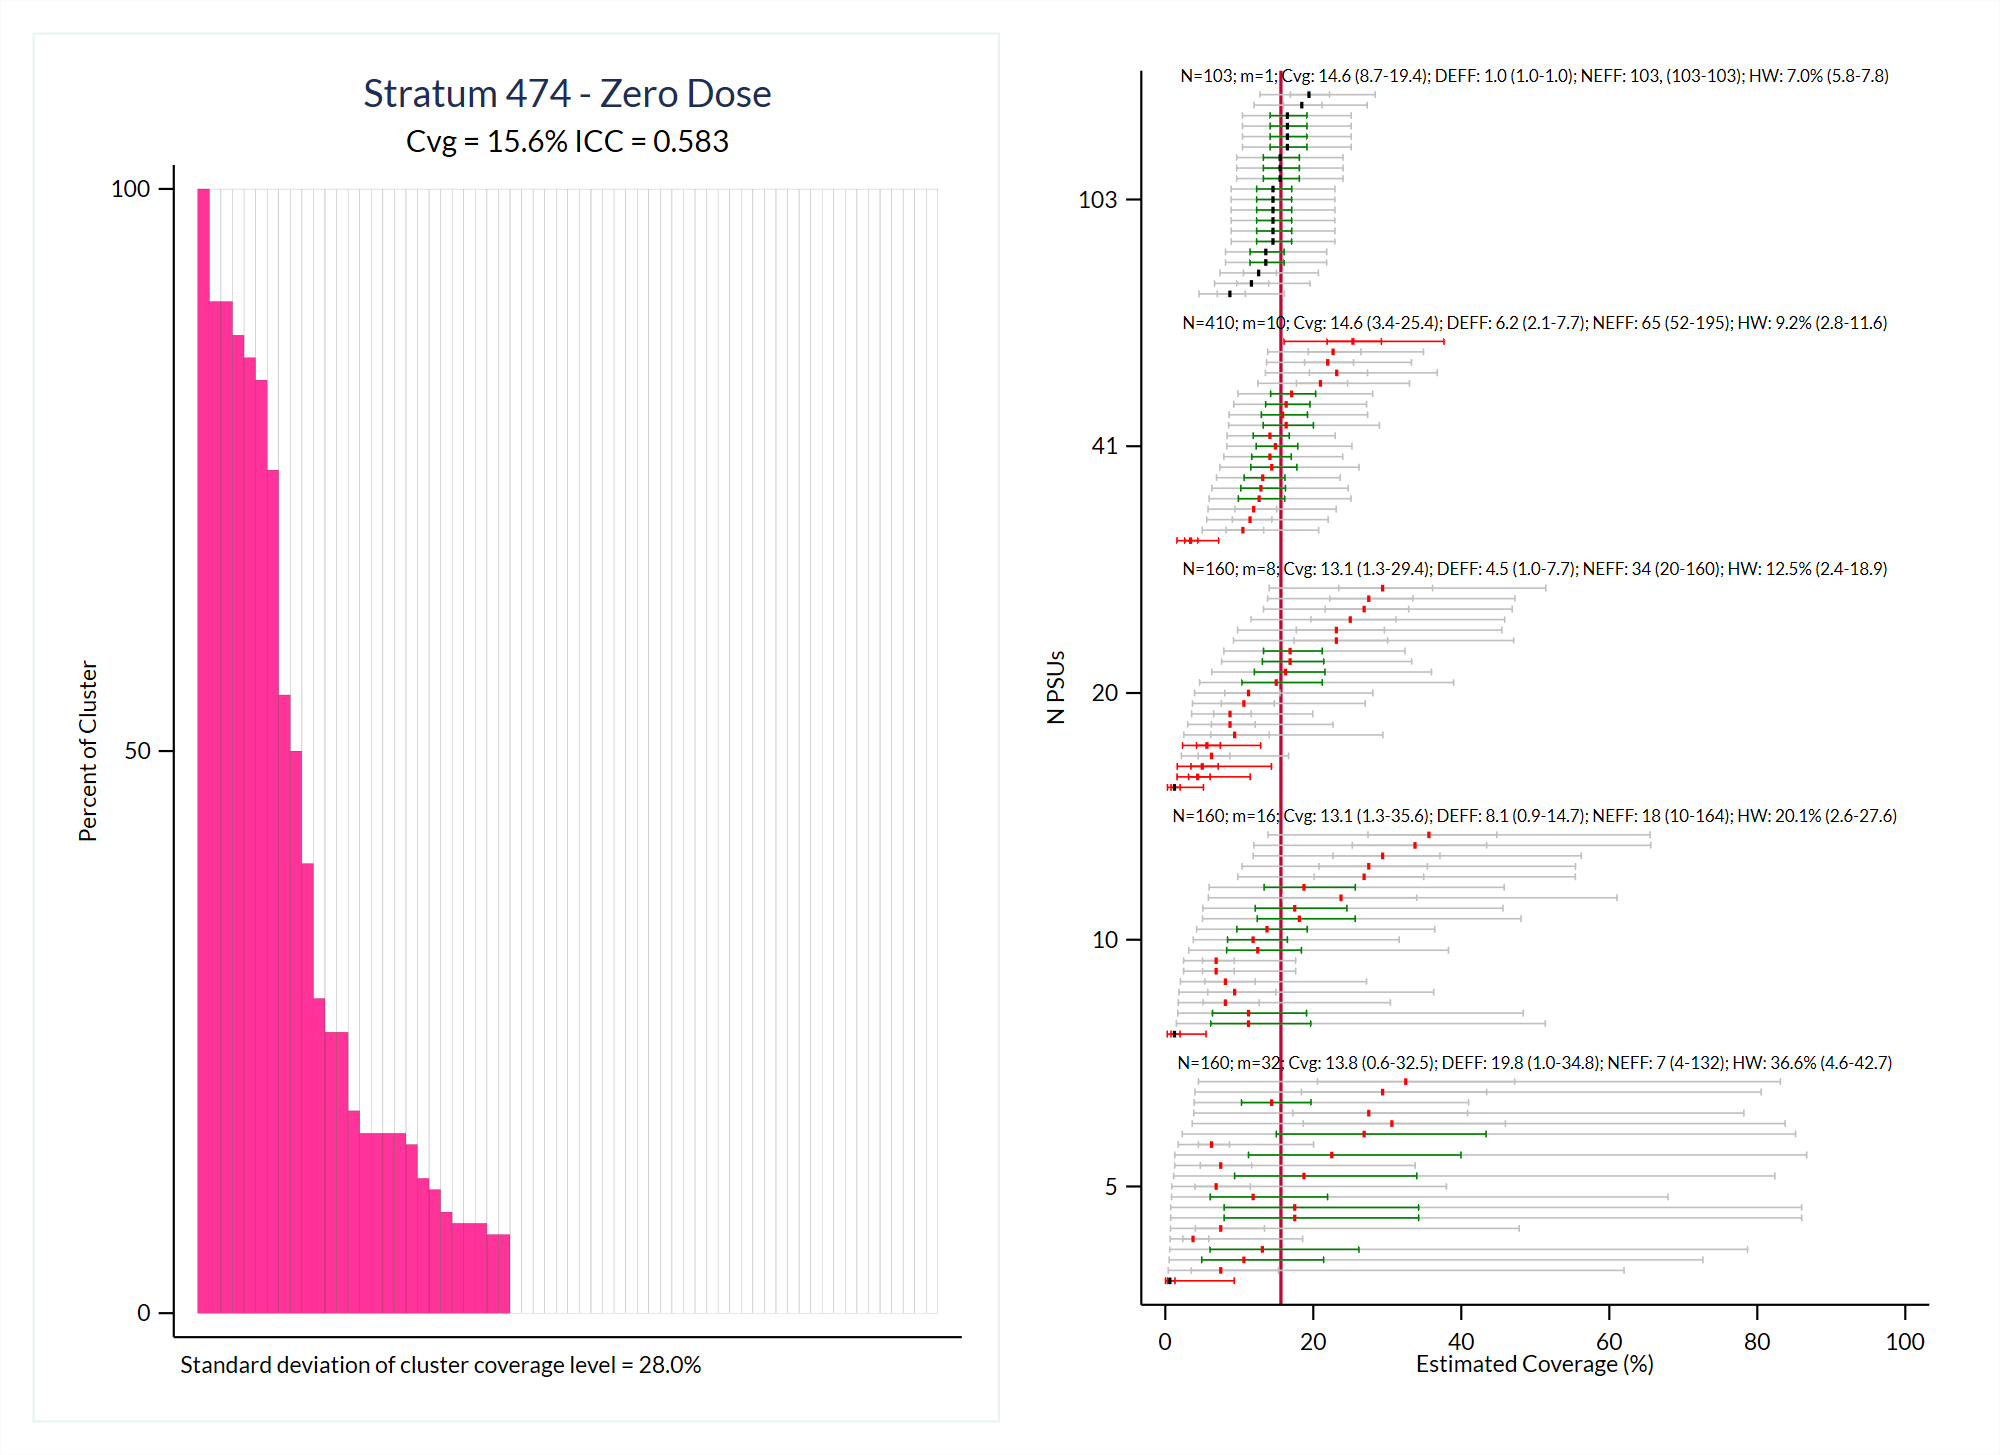 Stratum 474 - Zero Dose
Cvg = 15.6% ICC = 0.583
100
50
0
Percent of Cluster
Standard deviation of cluster coverage level = 28.0%
N=103; m=1; Cvg: 14.6 (8.7-19.4); DEFF: 1.0 (1.0-1.0); NEFF: 103, (103-103); HW: 7.0% (5.8-7.8)
103
N=410; m=10; Cvg: 14.6 (3.4-25.4); DEFF: 6.2 (2.1-7.7); NEFF: 65 (52-195); HW: 9.2% (2.8-11.6)
41
N=160; m=8; Cvg: 13.1 (1.3-29.4); DEFF: 4.5 (1.0-7.7); NEFF: 34 (20-160); HW: 12.5% (2.4-18.9)
20
N PSUs
N=160; m=16; Cvg: 13.1 (1.3-35.6); DEFF: 8.1 (0.9-14.7); NEFF: 18 (10-164); HW: 20.1% (2.6-27.6)
10
N=160; m=32; Cvg: 13.8 (0.6-32.5); DEFF: 19.8 (1.0-34.8); NEFF: 7 (4-132); HW: 36.6% (4.6-42.7)
5
0 20 40 60 80 100
Estimated Coverage (%)